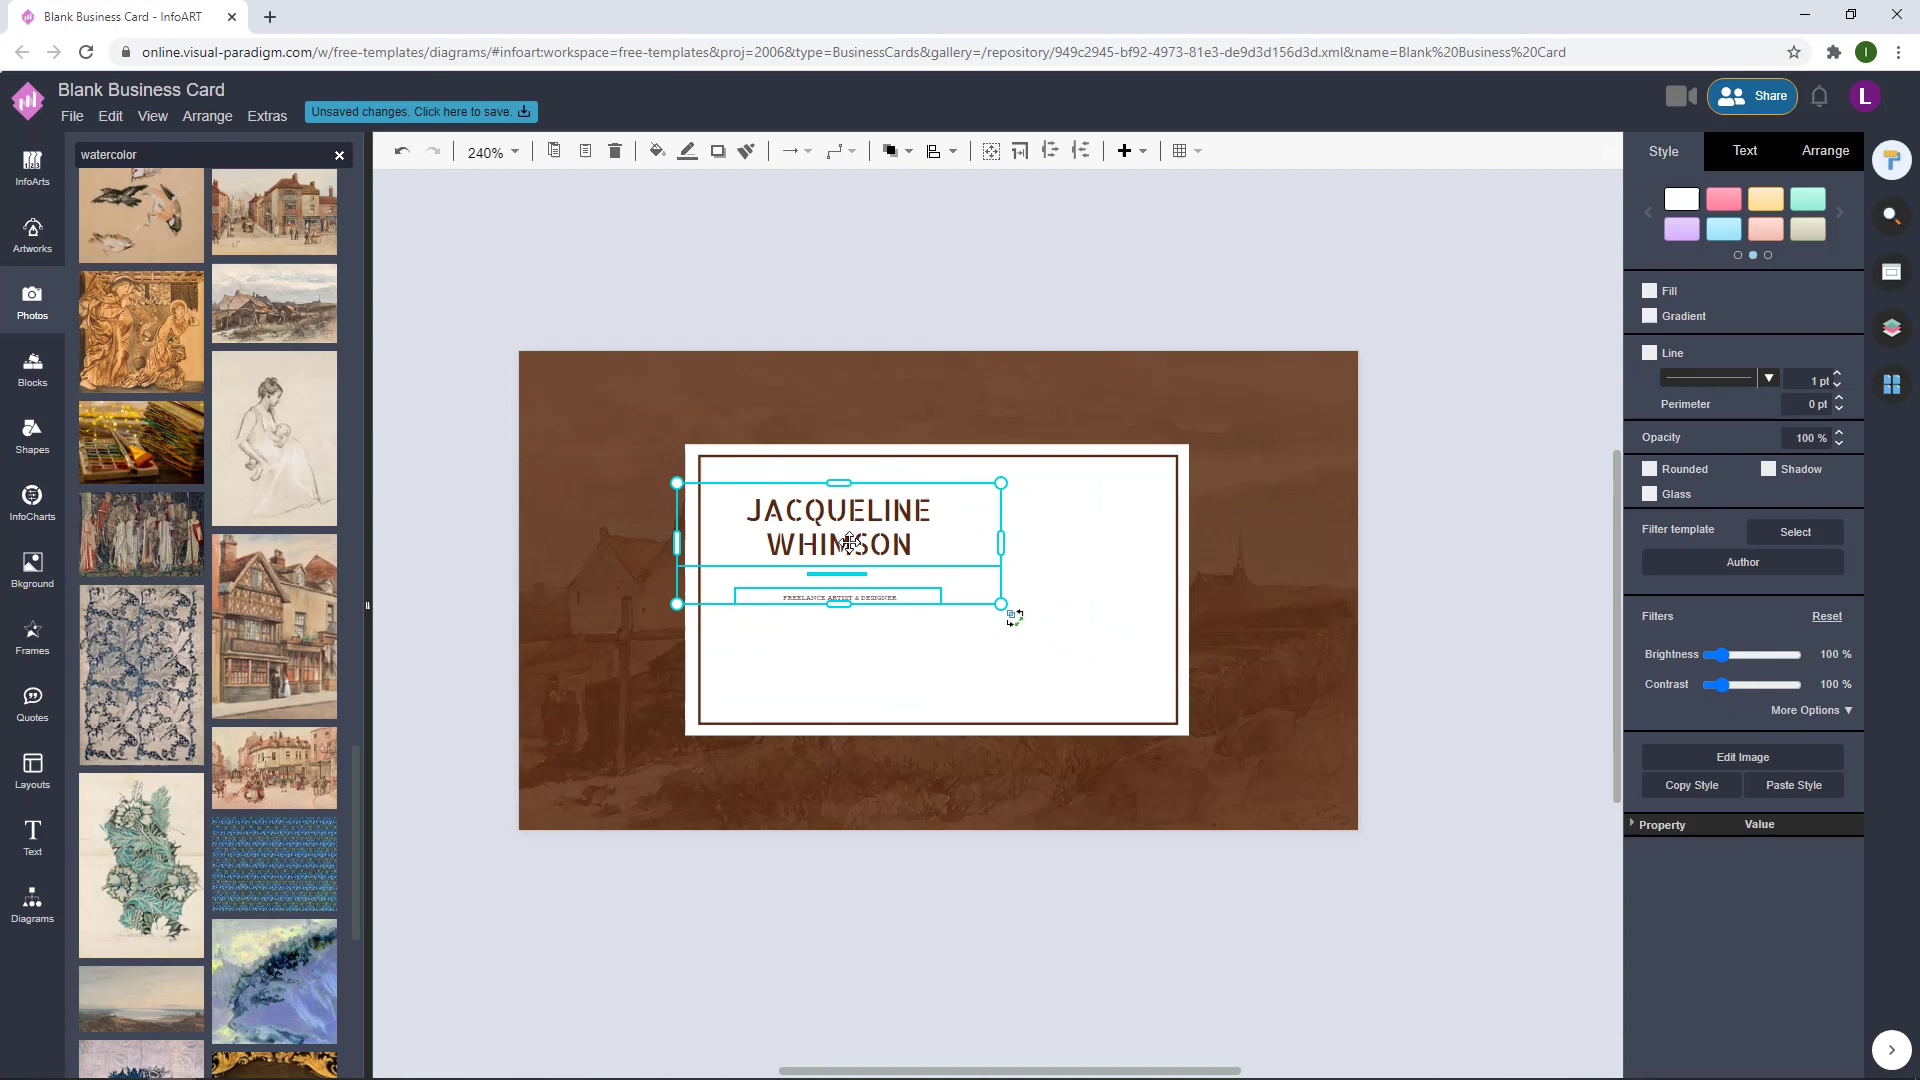 Blank Business Card - InfoART
online.visual-paradigm.com/w/free-templates/diagrams/#infoart:workspace=free-templates&proj=2006&type=BusinessCards&gallery=/repository/949c2945-bf92-4973-81e3-de9d3d156d3d.xml&name=Blank%20Business%20Card
I
Blank Business Card
File Edit View Arrange Extras
Unsaved changes. Click here to save.
Share
L
InfoArts
Artworks
Photos
Blocks
Shapes
InfoCharts
Bkground
Frames
Quotes
Layouts
Text
Diagrams
watercolor
240%
JACQUELINE
WHIMSON
FREELANCE ARTIST & DESIGNER
Style Text Arrange
Fill
Gradient
Line
1 pt
Perimeter 0 pt
Opacity 100 %
Rounded Shadow
Glass
Filter template Select
Author
Filters Reset
Brightness 100 %
Contrast 100 %
More Options ▼
Edit Image
Copy Style Paste Style
Property Value